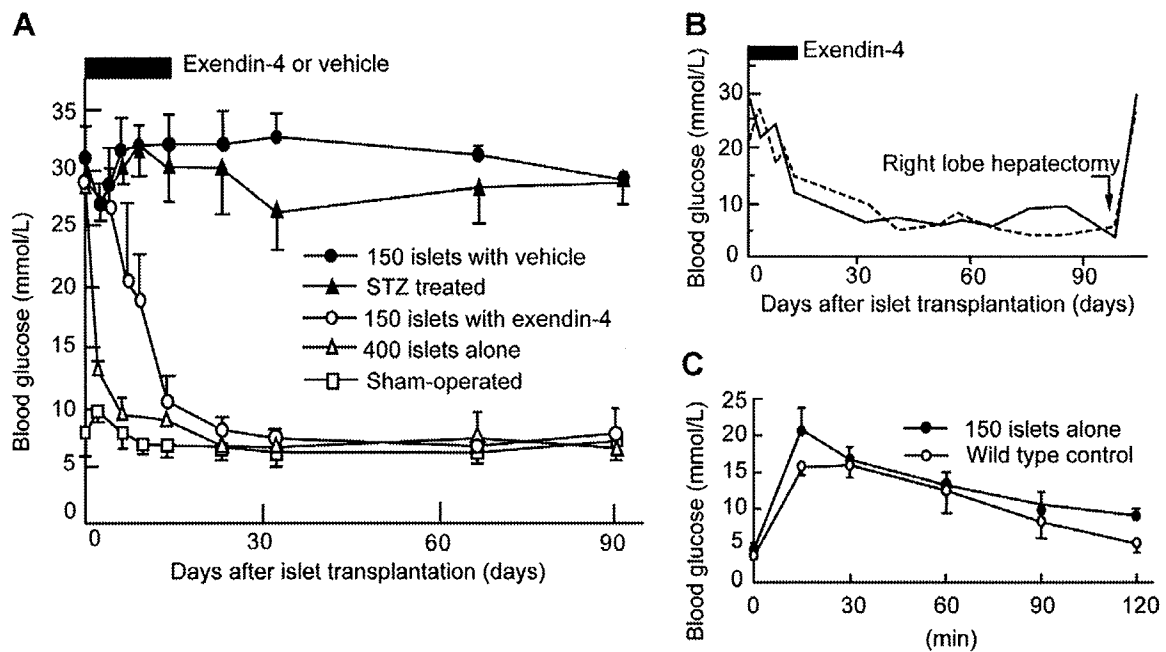 A
Exendin-4 or vehicle
35
30
25
20
15
10
5
0
Blood glucose (mmol/L)
150 islets with vehicle
STZ treated
150 islets with exendin-4
400 islets alone
Sham-operated
0 30 60 90
Days after islet transplantation (days)
B
Exendin-4
Blood glucose (mmol/L)
30
20
10
0
Right lobe hepatectomy
0 30 60 90
Days after islet transplantation (days)
C
Blood glucose (mmol/L)
25
20
15
10
5
0
150 islets alone
Wild type control
0 30 60 90 120
(min)